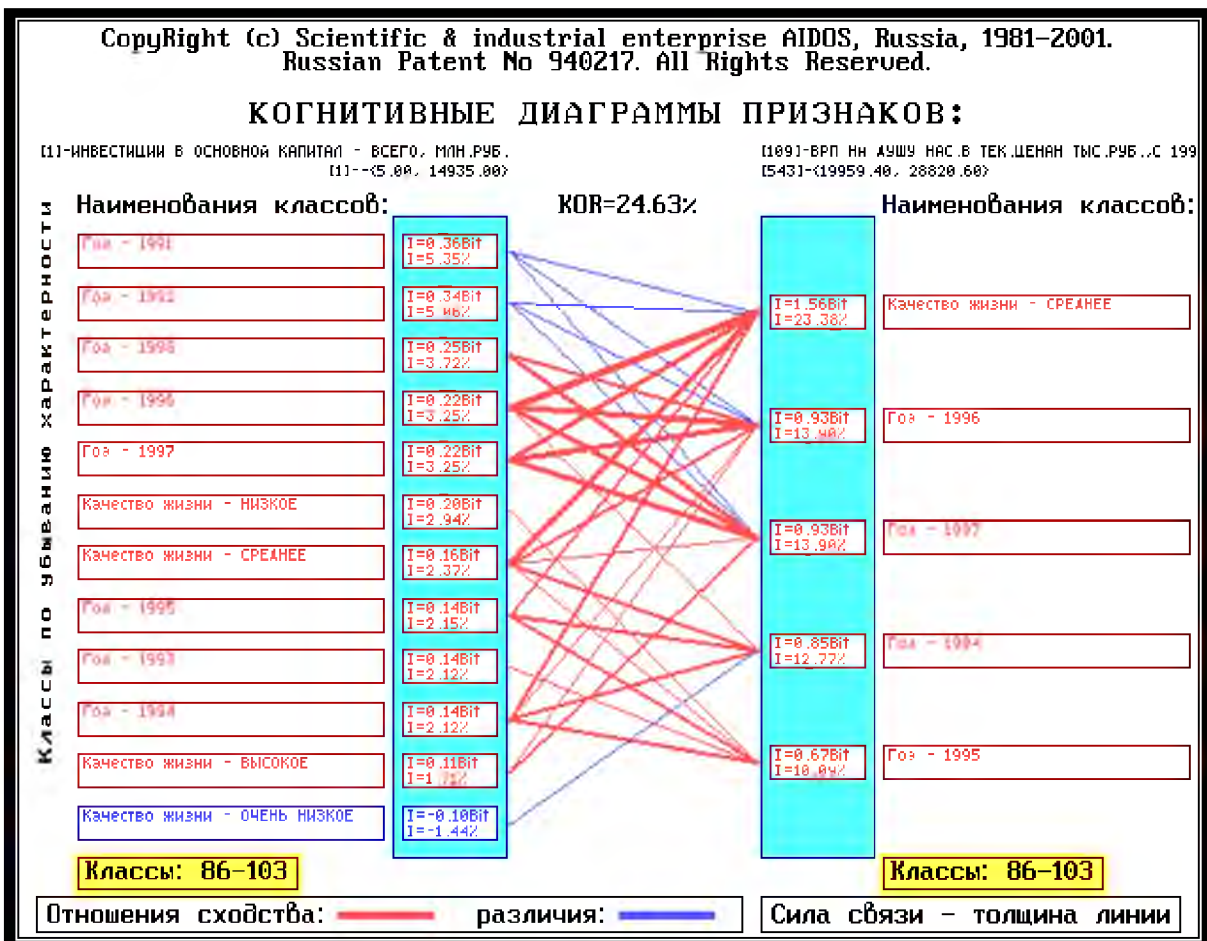 CopyRight (c) Scientific & industrial enterprise AIDOS, Russia, 1981-2001.
Russian Patent No 940217. All Rights Reserved.
КОГНИТИВНЫЕ ДИАГРАММЫ ПРИЗНАКОВ:
[1]-ИНВЕСТИЦИИ В ОСНОВНОЙ КАПИТАЛ - ВСЕГО, МЛН.РУБ.
[1]--{5.00, 14935.00}
[109]-ВРП НА ДУШУ НАС.В ТЕК.ЦЕНАН ТЫС.РУБ.,С 199
[543]-{19959.40, 28820.60}
Классы по убыванию характерности
Наименования классов:
KOR=24.63%
Наименования классов:
Год - 1991
I=0.36Bit
I=5.35%
I=0.34Bit
I=5
I=0.25Bit
I=3.72%
I=0.22Bit
I=3.25%
Год - 1997
I=0.22Bit
I=3.25%
Качество жизни - НИЗКОЕ
I=0.20Bit
I=2.94%
Качество жизни - СРЕДНЕЕ
I=0.16Bit
I=2.37%
Год - 1995
I=0.14Bit
I=2.15%
Год - 1993
I=0.14Bit
I=2.12%
Год - 1994
I=0.14Bit
I=2.12%
Качество жизни - ВЫСОКОЕ
I=0.11Bit
Качество жизни - ОЧЕНЬ НИЗКОЕ
I=-0.10Bit
I=-1.44%
I=1.56Bit
I=23.38%
Качество жизни - СРЕДНЕЕ
I=0.93Bit
I=13.90%
Год - 1996
I=0.93Bit
I=13.90%
Год - 1997
I=0.85Bit
I=12.77%
Год - 1994
I=0.67Bit
Год - 1995
Классы: 86-103
Классы: 86-103
Отношения сходства:
различия:
Сила связи - толщина линии